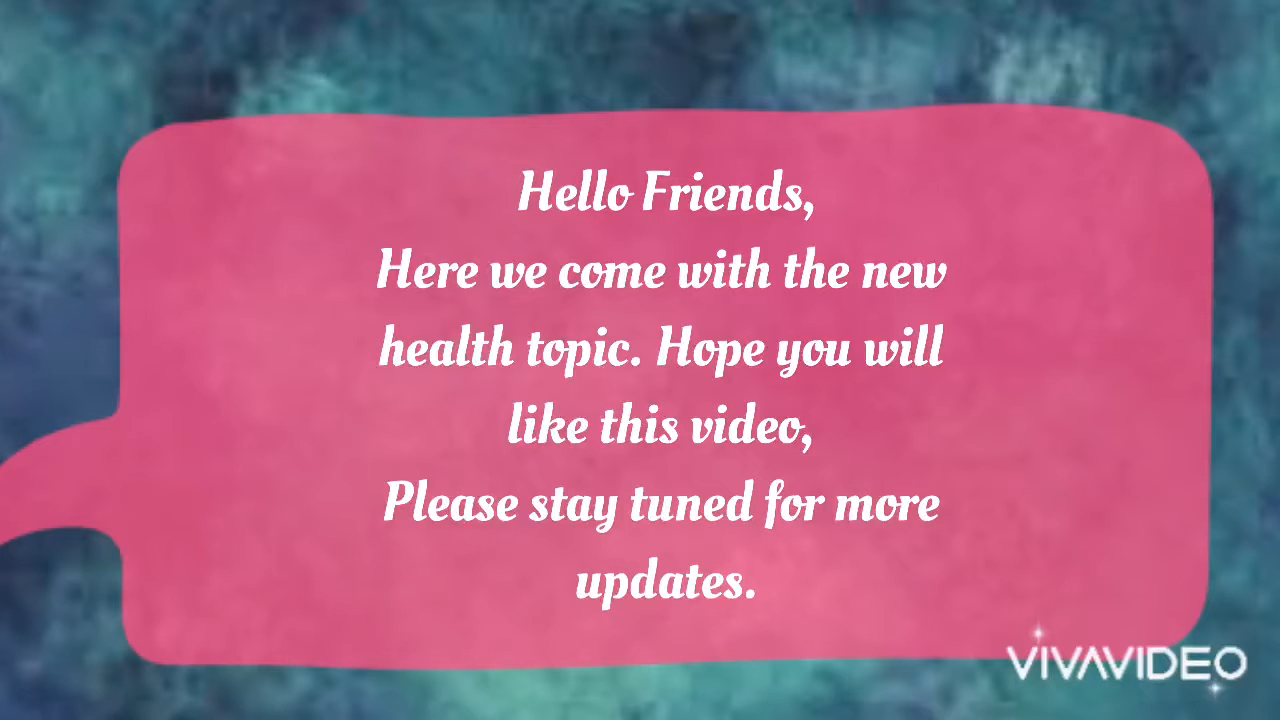 Hello Friends,
Here we come with the new
health topic. Hope you will
like this video,
Please stay tuned for more
updates.
VIVAVIDEO